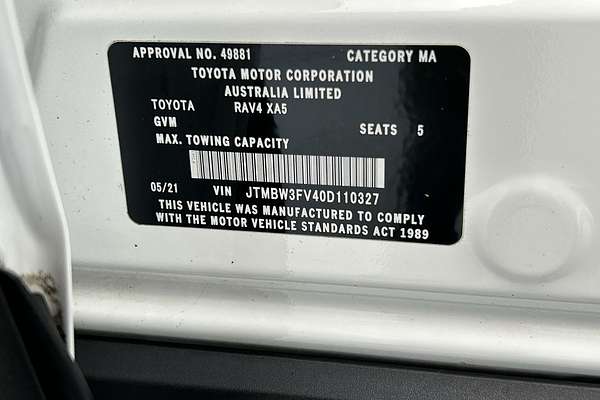 APPROVAL NO. 49881 CATEGORY MA
TOYOTA MOTOR CORPORATION
AUSTRALIA LIMITED
TOYOTA RAV4 XA5
GVM SEATS 5
MAX. TOWING CAPACITY
05/21 VIN JTMBW3FV40D110327
THIS VEHICLE WAS MANUFACTURED TO COMPLY
WITH THE MOTOR VEHICLE STANDARDS ACT 1989